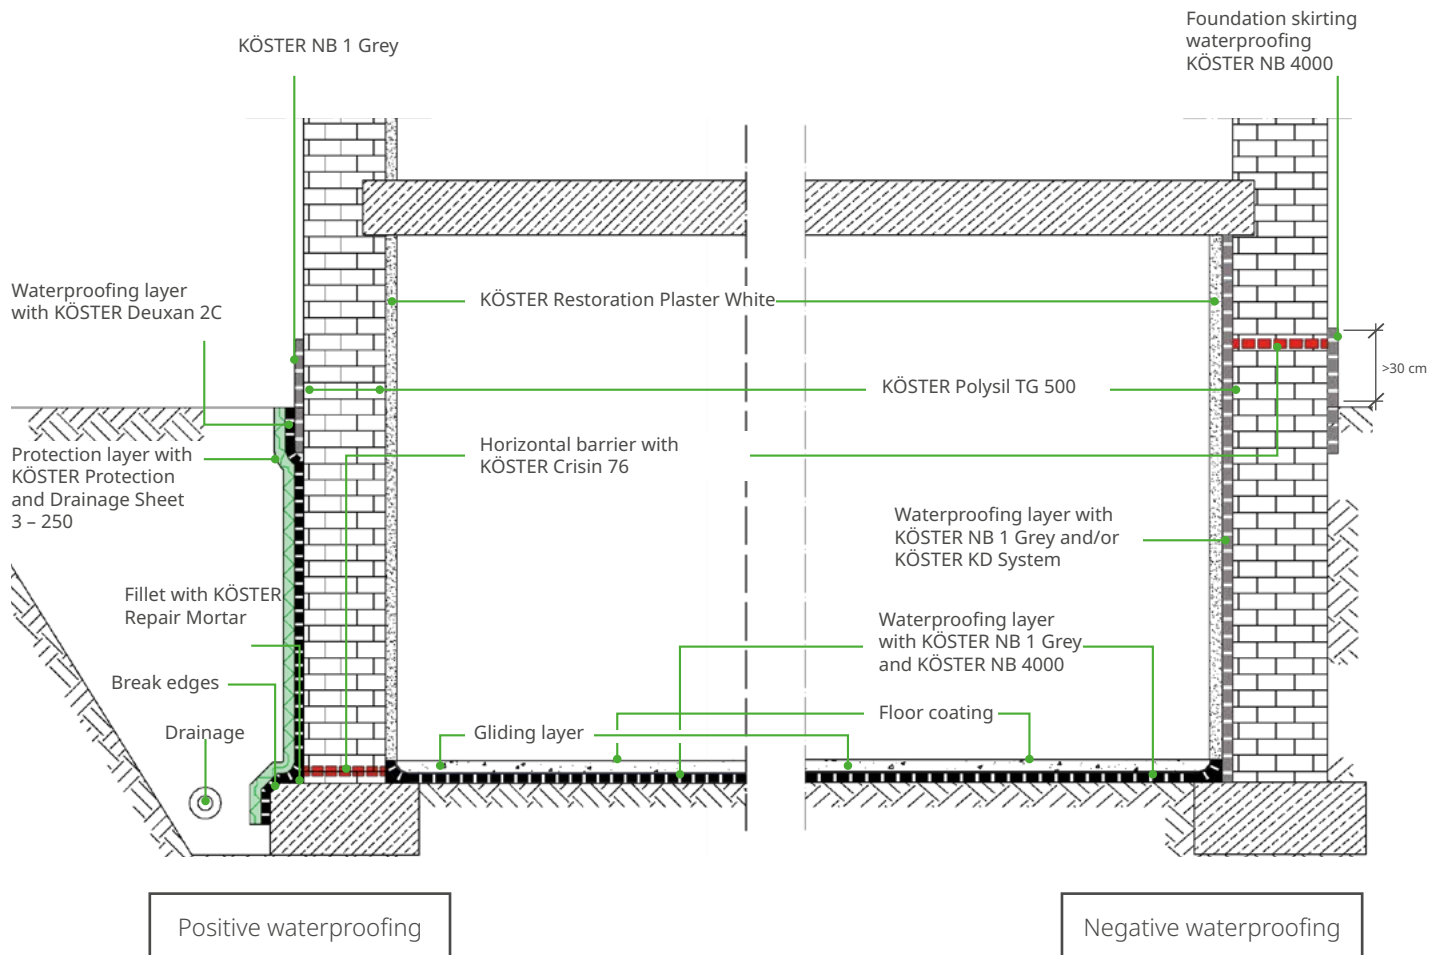 Foundation skirting
waterproofing
KÖSTER NB 4000
KÖSTER NB 1 Grey
Waterproofing layer
with KÖSTER Deuxan 2C
KÖSTER Restoration Plaster White
>30 cm
KÖSTER Polysil TG 500
Protection layer with
KÖSTER Protection
and Drainage Sheet
3 – 250
Horizontal barrier with
KÖSTER Crisin 76
Waterproofing layer with
KÖSTER NB 1 Grey and/or
KÖSTER KD System
Fillet with KÖSTER
Repair Mortar
Waterproofing layer
with KÖSTER NB 1 Grey
and KÖSTER NB 4000
Break edges
Floor coating
Drainage
Gliding layer
Positive waterproofing
Negative waterproofing